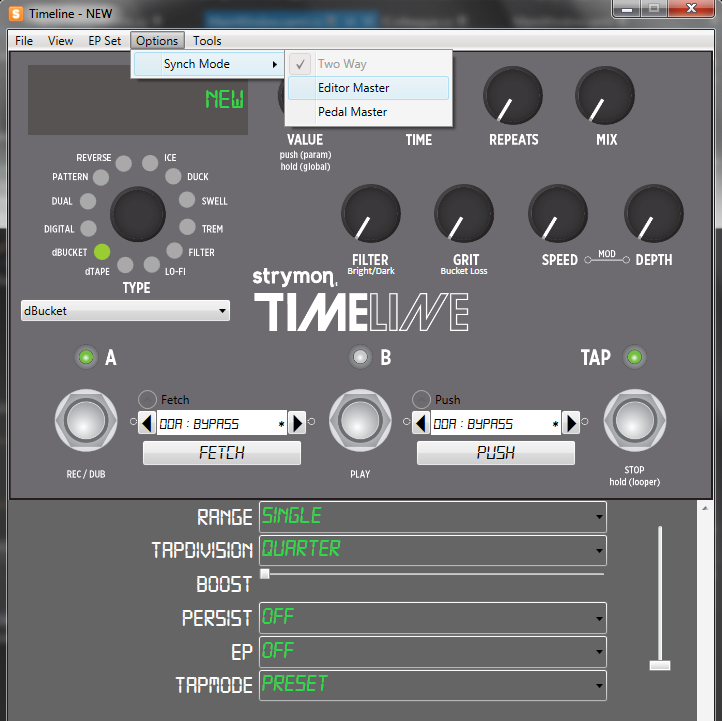 S Timeline - NEW
File View EP Set Options Tools
Synch Mode
Two Way
Editor Master
Pedal Master
NEW
VALUE
push (param)
hold (global)
TIME
REPEATS
MIX
REVERSE
ICE
PATTERN
DUCK
DUAL
SWELL
DIGITAL
TREM
dBUCKET
FILTER
dTAPE
LO-FI
TYPE
dBucket
FILTER
Bright/Dark
GRIT
Bucket Loss
SPEED
MOD
DEPTH
strymon.
TIMELINE
A
B
TAP
Fetch
00A : BYPASS *
FETCH
Push
00A : BYPASS *
PUSH
REC / DUB
PLAY
STOP
hold (looper)
RANGE SINGLE
TAPDIVISION QUARTER
BOOST
PERSIST OFF
EP OFF
TAPMODE PRESET